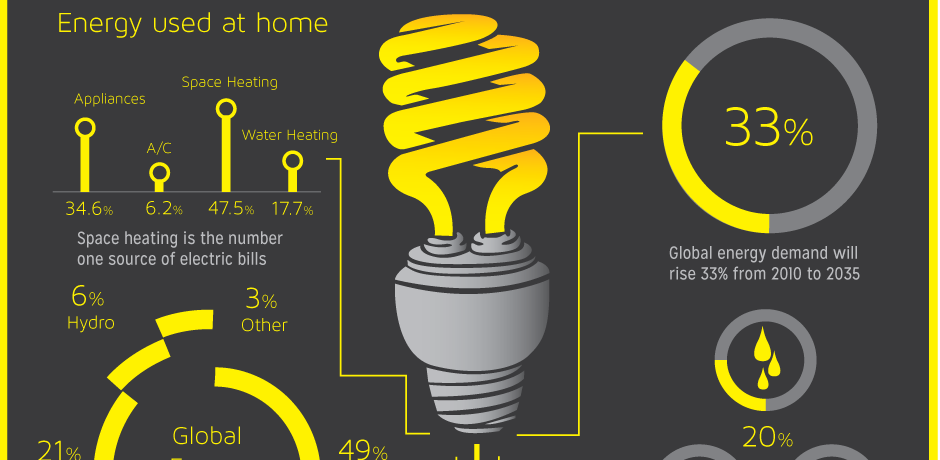 Energy used at home
Appliances
A/C
Space Heating
Water Heating
34.6%
6.2%
47.5%
17.7%
Space heating is the number
one source of electric bills
33%
Global energy demand will
rise 33% from 2010 to 2035
6%
Hydro
3%
Other
Global
21%
49%
20%